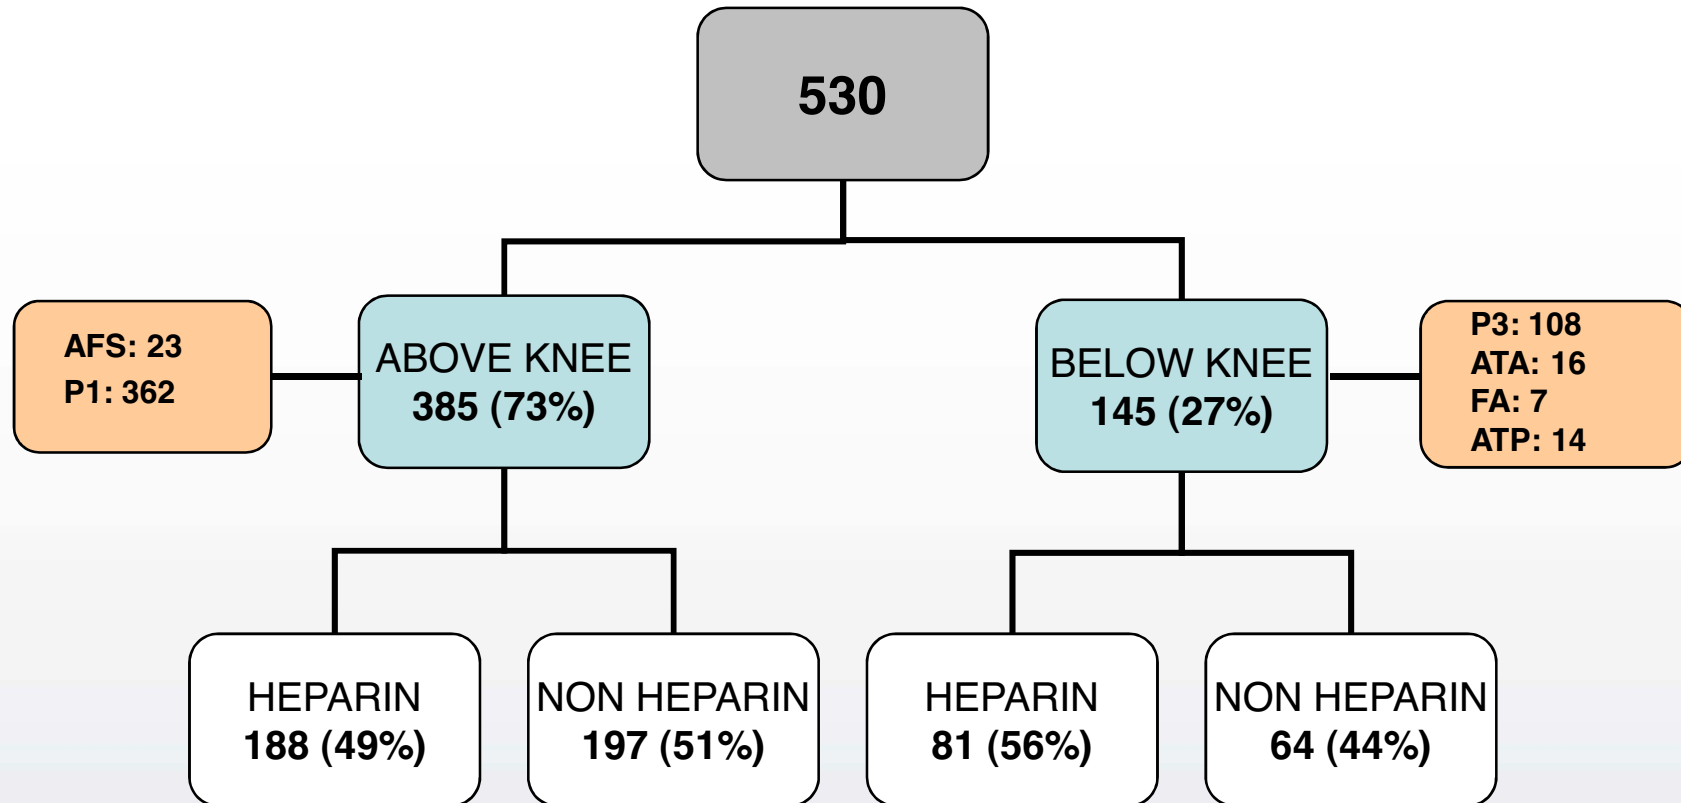 530
AFS: 23
P1: 362
ABOVE KNEE
385 (73%)
BELOW KNEE
145 (27%)
P3: 108
ATA: 16
FA: 7
ATP: 14
HEPARIN
188 (49%)
NON HEPARIN
197 (51%)
HEPARIN
81 (56%)
NON HEPARIN
64 (44%)